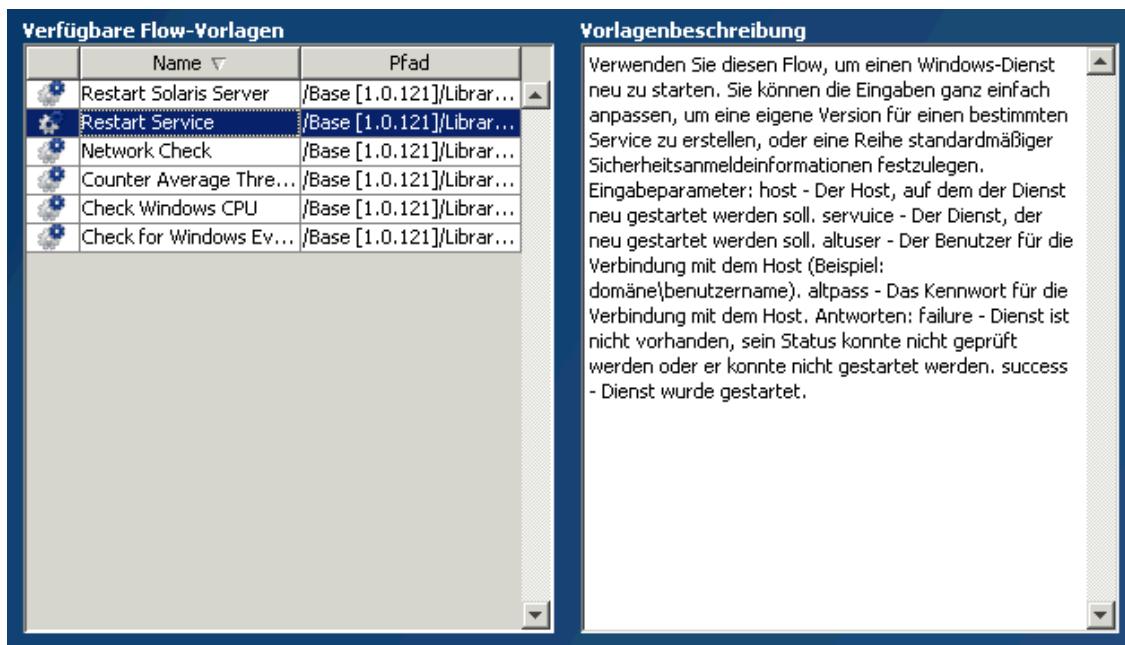 Verfügbare Flow-Vorlagen
Name Pfad
Restart Solaris Server /Base [1.0.121]/Librar...
Restart Service /Base [1.0.121]/Librar...
Network Check /Base [1.0.121]/Librar...
Counter Average Thre... /Base [1.0.121]/Librar...
Check Windows CPU /Base [1.0.121]/Librar...
Check for Windows Ev... /Base [1.0.121]/Librar...
Vorlagenbeschreibung
Verwenden Sie diesen Flow, um einen Windows-Dienst
neu zu starten. Sie können die Eingaben ganz einfach
anpassen, um eine eigene Version für einen bestimmten
Service zu erstellen, oder eine Reihe standardmäßiger
Sicherheitsanmeldeinformationen festzulegen.
Eingabeparameter: host - Der Host, auf dem der Dienst
neu gestartet werden soll. servuice - Der Dienst, der
neu gestartet werden soll. altuser - Der Benutzer für die
Verbindung mit dem Host (Beispiel:
domäne\benutzername). altpass - Das Kennwort für die
Verbindung mit dem Host. Antworten: failure - Dienst ist
nicht vorhanden, sein Status konnte nicht geprüft
werden oder er konnte nicht gestartet werden. success
- Dienst wurde gestartet.